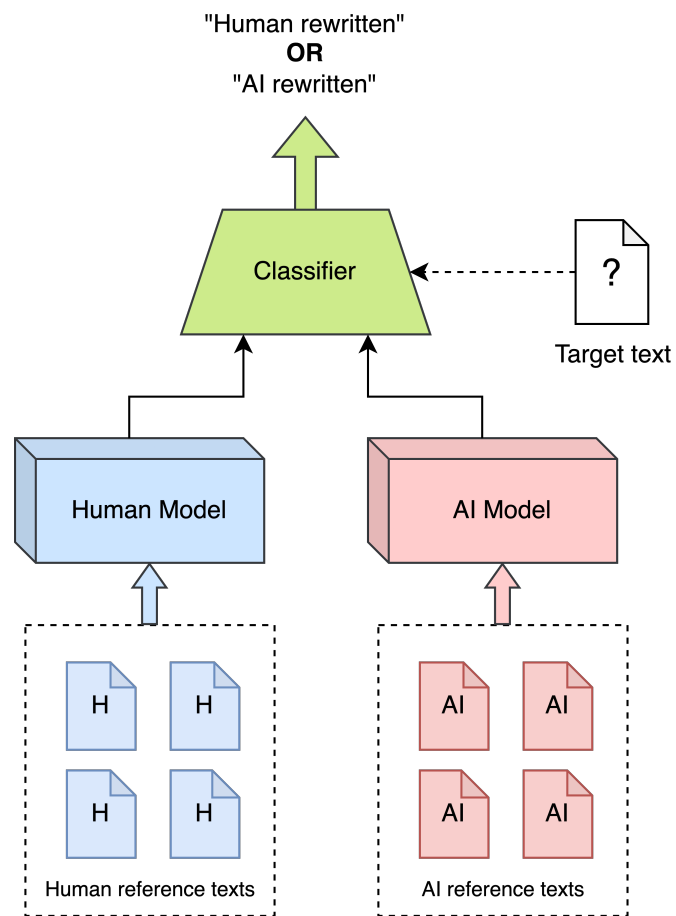 "Human rewritten"
OR
"AI rewritten"
Classifier
?
Target text
Human Model
AI Model
H H
AI AI
H H
AI AI
Human reference texts
AI reference texts